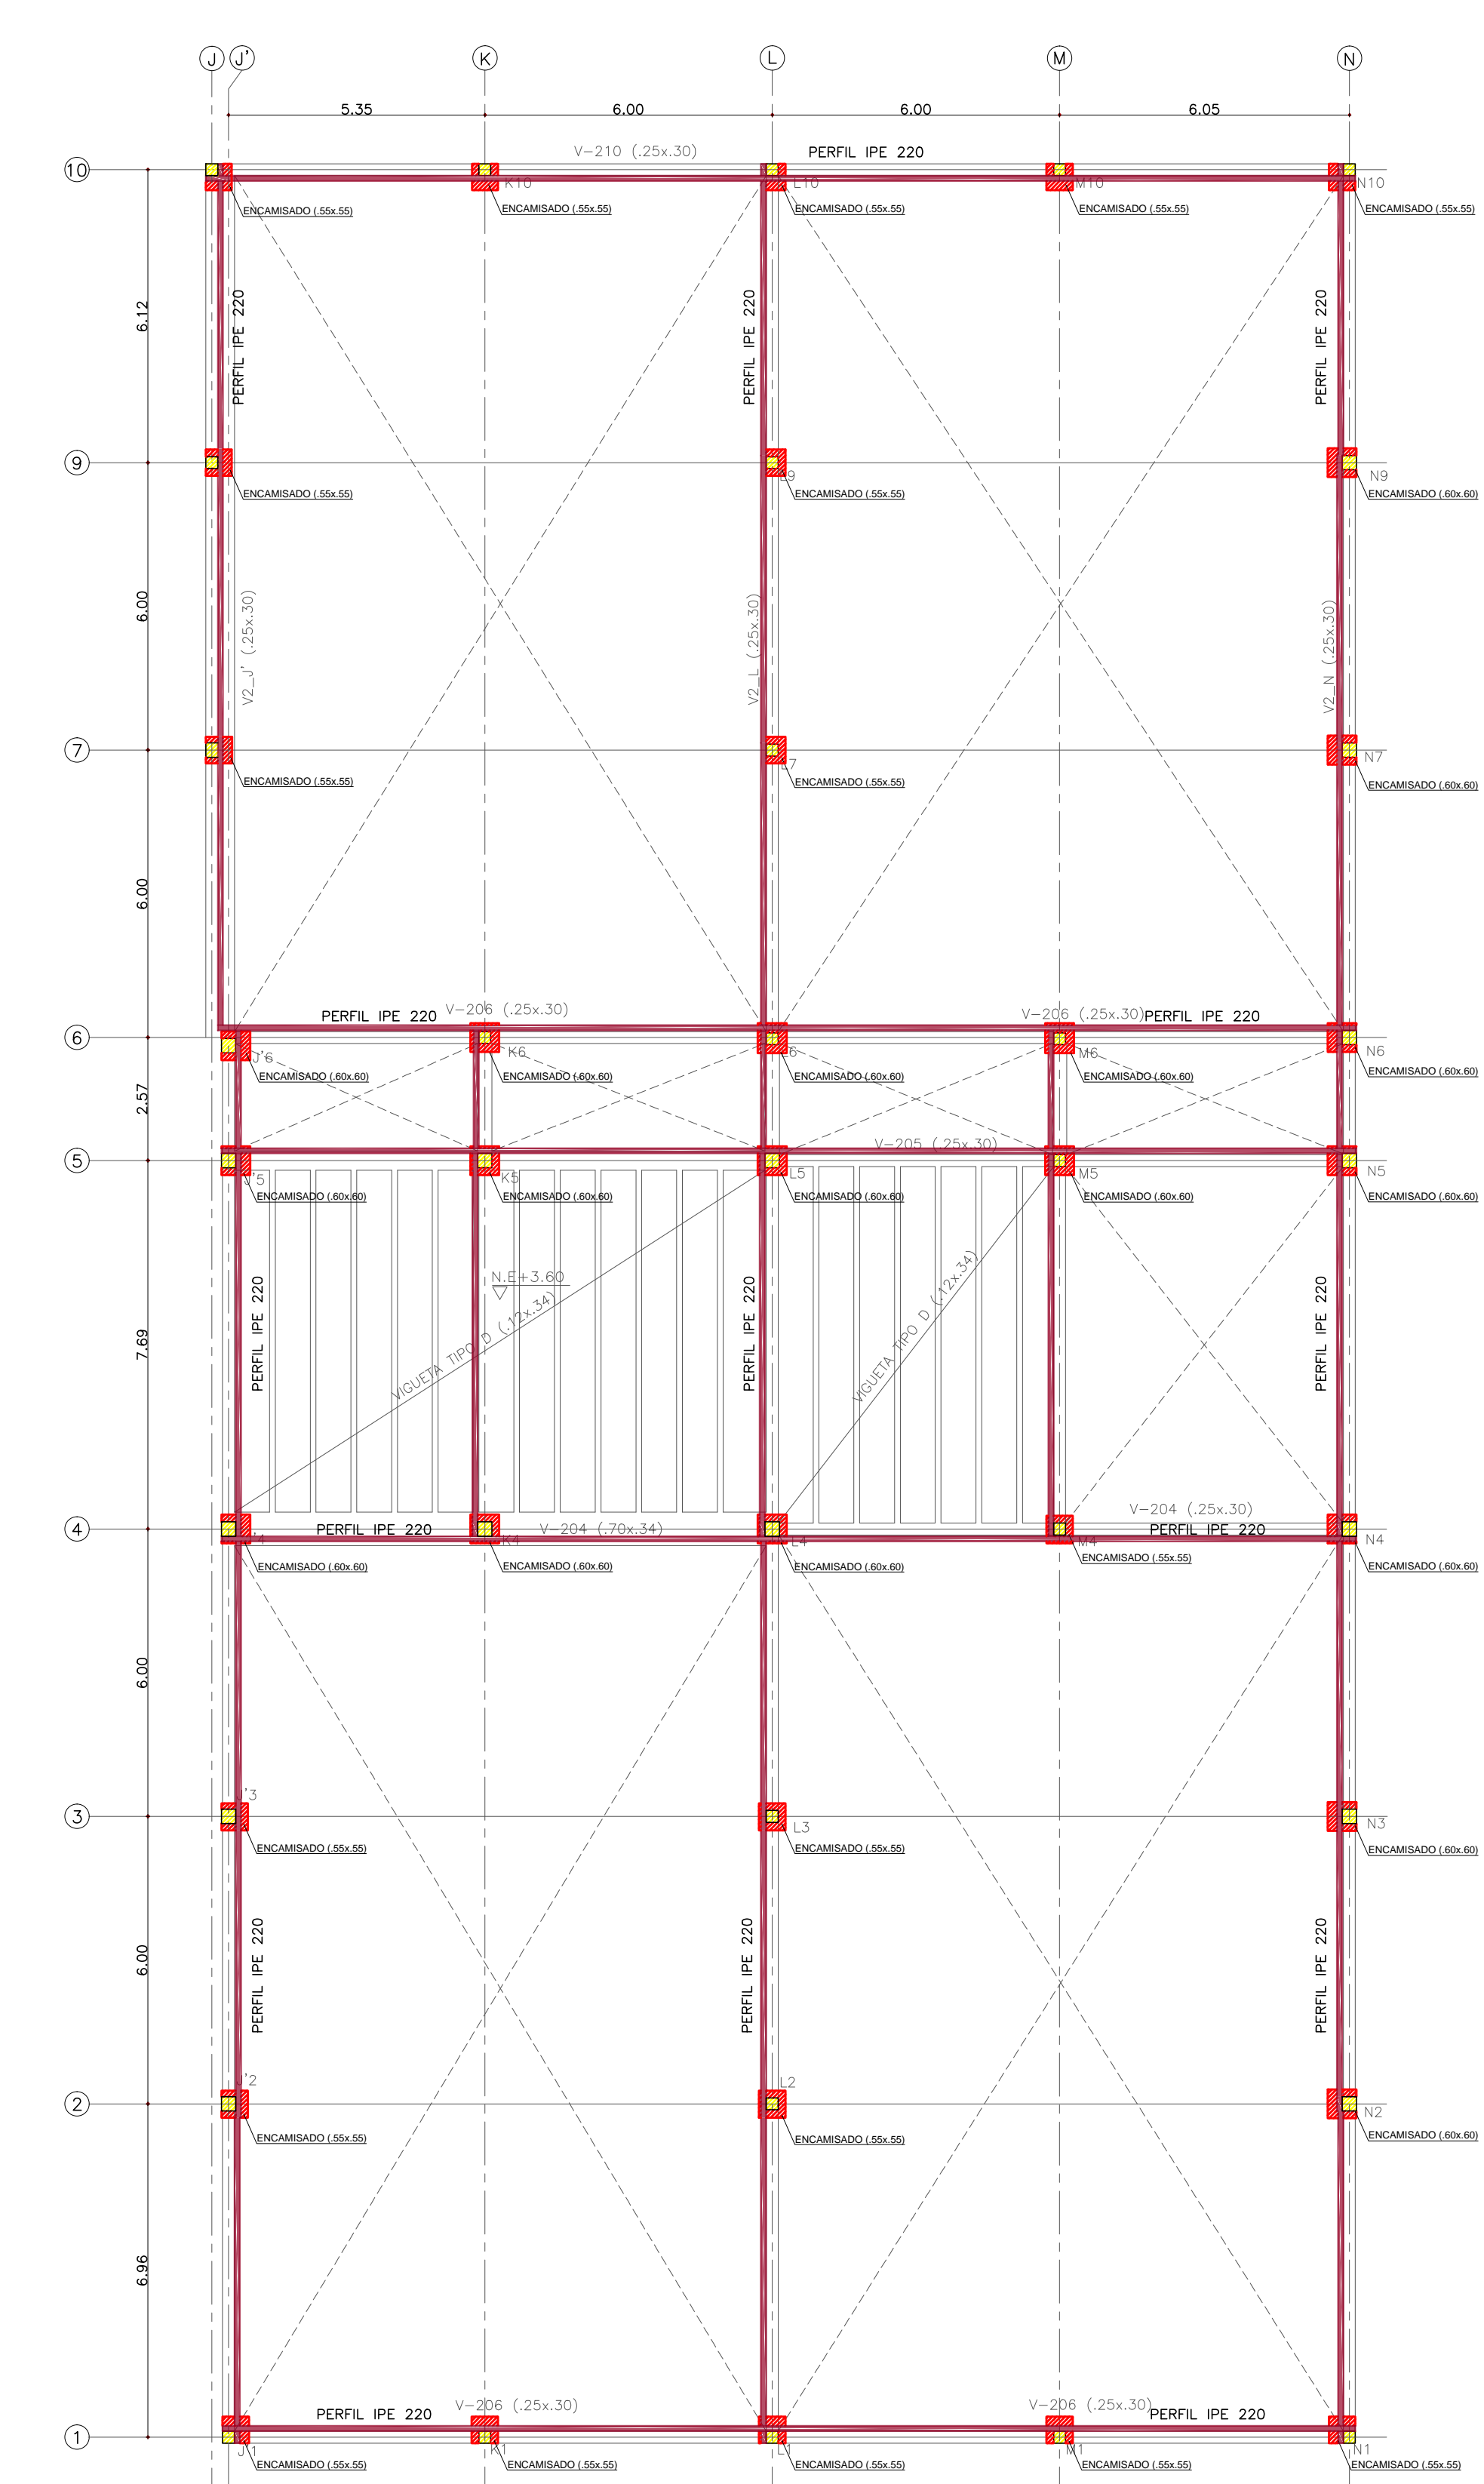 J J' K L M N
5.35 6.00 6.00 6.05
V-210 (.25x.30) PERFIL IPE 220
10
K10 L10 M10 N10
ENCAMISADO (.55x.55) ENCAMISADO (.55x.55) ENCAMISADO (.55x.55) ENCAMISADO (.55x.55) ENCAMISADO (.55x.55)
6.12
PERFIL IPE 220 PERFIL IPE 220 PERFIL IPE 220
9
L9 N9
ENCAMISADO (.55x.55) ENCAMISADO (.55x.55) ENCAMISADO (.60x.60)
6.00
V2_J' (.25x.30) V2_L (.25x.30) V2_N (.25x.30)
7
L7 N7
ENCAMISADO (.55x.55) ENCAMISADO (.55x.55) ENCAMISADO (.60x.60)
6.00
PERFIL IPE 220 V-206 (.25x.30) V-206 (.25x.30) PERFIL IPE 220
6
J'6 K6 L6 M6 N6
ENCAMISADO (.60x.60) ENCAMISADO (.60x.60) ENCAMISADO (.60x.60) ENCAMISADO (.60x.60) ENCAMISADO (.60x.60)
2.57
V-205 (.25x.30)
5
J'5 K5 L5 M5 N5
ENCAMISADO (.60x.60) ENCAMISADO (.60x.60) ENCAMISADO (.60x.60) ENCAMISADO (.60x.60) ENCAMISADO (.60x.60)
N.E+3.60
7.69
PERFIL IPE 220 VIGUETA TIPO D (.12x.34) PERFIL IPE 220 VIGUETA TIPO D (.12x.34) PERFIL IPE 220
V-204 (.25x.30)
4
PERFIL IPE 220 V-204 (.70x.34) PERFIL IPE 220
J'4 K4 L4 M4 N4
ENCAMISADO (.60x.60) ENCAMISADO (.60x.60) ENCAMISADO (.60x.60) ENCAMISADO (.55x.55) ENCAMISADO (.60x.60)
6.00
J'3
3
L3 N3
ENCAMISADO (.55x.55) ENCAMISADO (.55x.55) ENCAMISADO (.60x.60)
6.00
PERFIL IPE 220 PERFIL IPE 220 PERFIL IPE 220
J'2 L2
2
N2
ENCAMISADO (.55x.55) ENCAMISADO (.55x.55) ENCAMISADO (.60x.60)
6.96
PERFIL IPE 220 V-206 (.25x.30) V-206 (.25x.30) PERFIL IPE 220
1
J'1 K1 L1 M1 N1
ENCAMISADO (.55x.55) ENCAMISADO (.55x.55) ENCAMISADO (.55x.55) ENCAMISADO (.55x.55) ENCAMISADO (.55x.55)